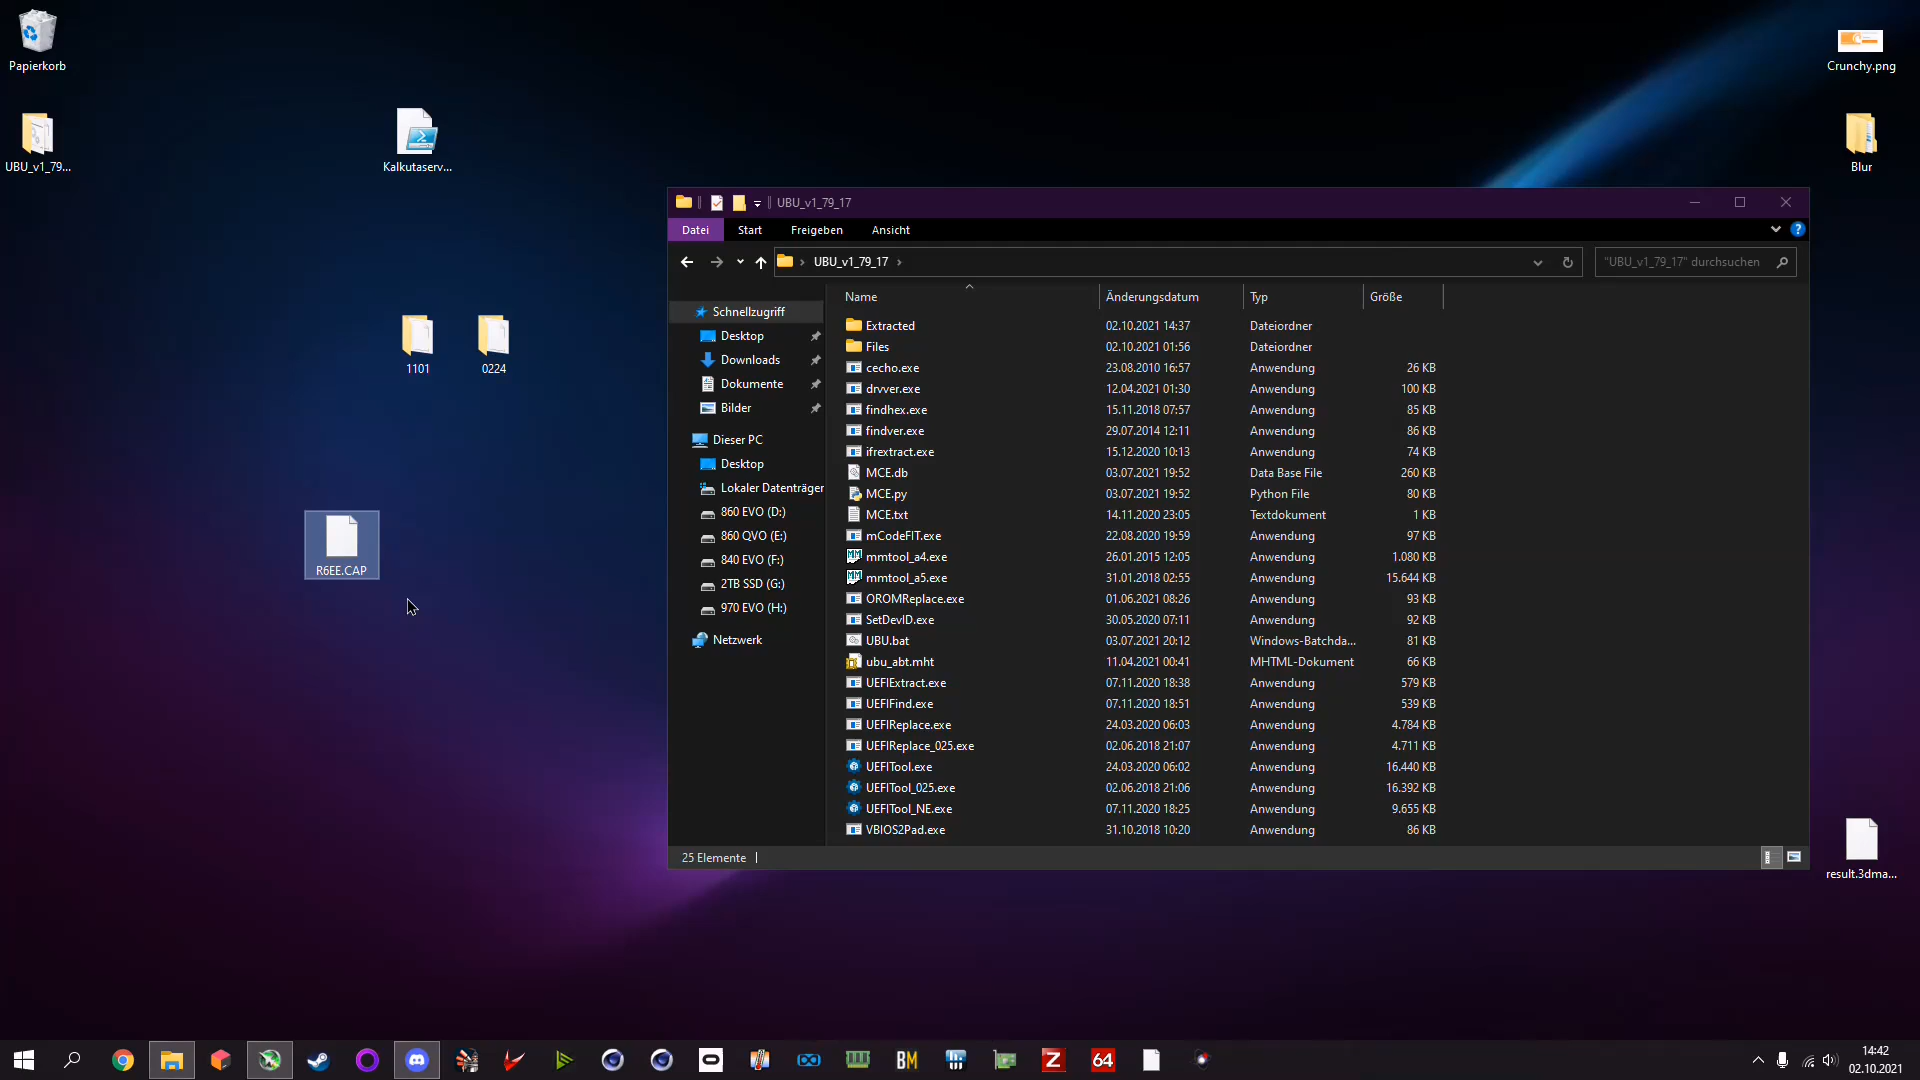 Papierkorb
UBU_v1_79...
Kalkutaserv...
1101
0224
R6EE.CAP
Crunchy.png
Blur
result.3dma...
UBU_v1_79_17
Datei Start Freigeben Ansicht
UBU_v1_79_17
"UBU_v1_79_17" durchsuchen
Schnellzugriff
Desktop
Downloads
Dokumente
Bilder
Dieser PC
Desktop
Lokaler Datenträger
860 EVO (D:)
860 QVO (E:)
840 EVO (F:)
2TB SSD (G:)
970 EVO (H:)
Netzwerk
Name Änderungsdatum Typ Größe
Extracted 02.10.2021 14:37 Dateiordner
Files 02.10.2021 01:56 Dateiordner
cecho.exe 23.08.2010 16:57 Anwendung 26 KB
drvver.exe 12.04.2021 01:30 Anwendung 100 KB
findhex.exe 15.11.2018 07:57 Anwendung 85 KB
findver.exe 29.07.2014 12:11 Anwendung 86 KB
ifrextract.exe 15.12.2020 10:13 Anwendung 74 KB
MCE.db 03.07.2021 19:52 Data Base File 260 KB
MCE.py 03.07.2021 19:52 Python File 80 KB
MCE.txt 14.11.2020 23:05 Textdokument 1 KB
mCodeFIT.exe 22.08.2020 19:59 Anwendung 97 KB
mmtool_a4.exe 26.01.2015 12:05 Anwendung 1.080 KB
mmtool_a5.exe 31.01.2018 02:55 Anwendung 15.644 KB
OROMReplace.exe 01.06.2021 08:26 Anwendung 93 KB
SetDevID.exe 30.05.2020 07:11 Anwendung 92 KB
UBU.bat 03.07.2021 20:12 Windows-Batchda... 81 KB
ubu_abt.mht 11.04.2021 00:41 MHTML-Dokument 66 KB
UEFIExtract.exe 07.11.2020 18:38 Anwendung 579 KB
UEFIFind.exe 07.11.2020 18:51 Anwendung 539 KB
UEFIReplace.exe 24.03.2020 06:03 Anwendung 4.784 KB
UEFIReplace_025.exe 02.06.2018 21:07 Anwendung 4.711 KB
UEFITool.exe 24.03.2020 06:02 Anwendung 16.440 KB
UEFITool_025.exe 02.06.2018 21:06 Anwendung 16.392 KB
UEFITool_NE.exe 07.11.2020 18:25 Anwendung 9.655 KB
VBIOS2Pad.exe 31.10.2018 10:20 Anwendung 86 KB
25 Elemente
BM
Z
64
14:42
02.10.2021